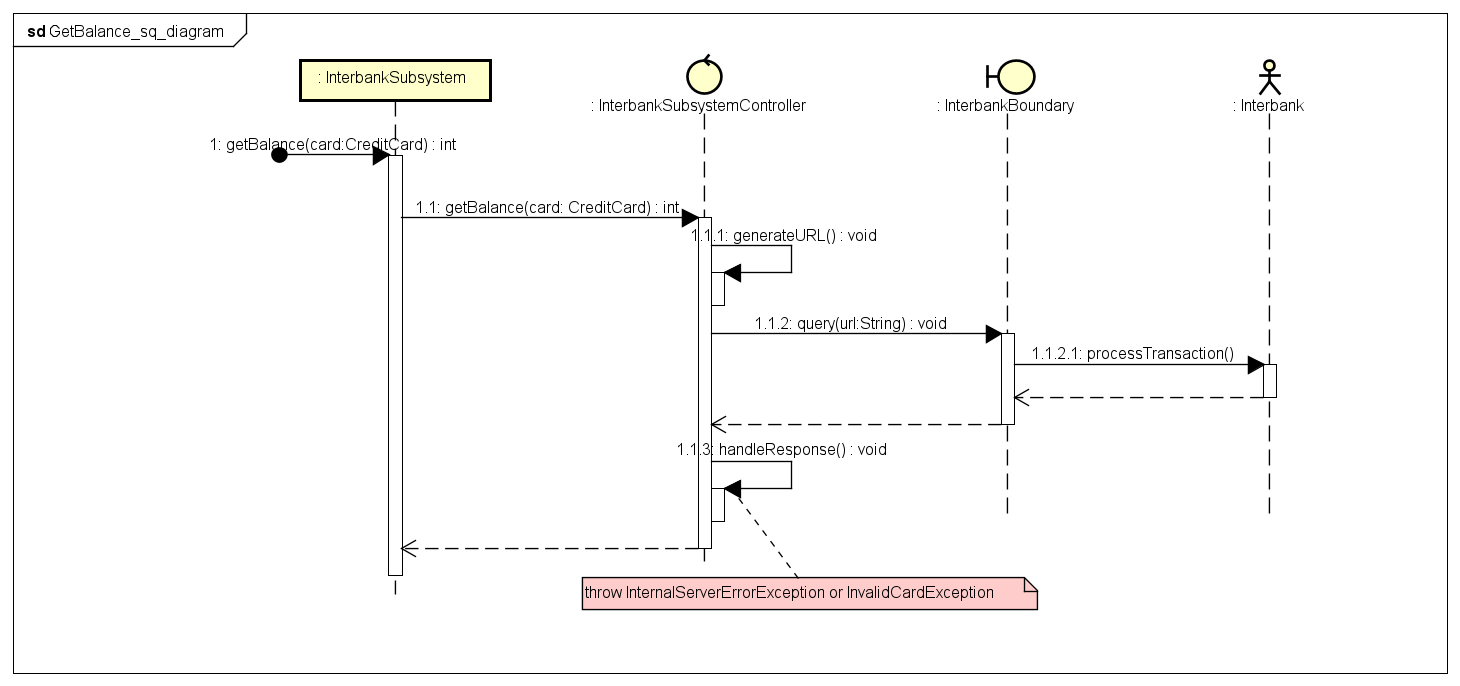 sd GetBalance_sq_diagram
: InterbankSubsystem
: InterbankSubsystemController
: InterbankBoundary
: Interbank
1: getBalance(card:CreditCard) : int
1.1: getBalance(card: CreditCard) : int
1.1.1: generateURL() : void
1.1.2: query(url:String) : void
1.1.2.1: processTransaction()
1.1.3: handleResponse() : void
throw InternalServerErrorException or InvalidCardException